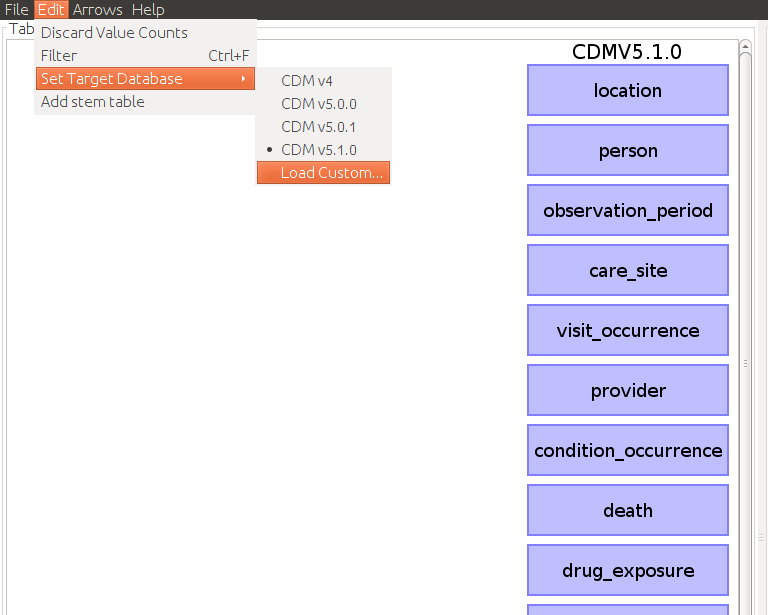 File Edit Arrows Help
Tab
Discard Value Counts
Filter Ctrl+F
Set Target Database
Add stem table
CDM v4
CDM v5.0.0
CDM v5.0.1
CDM v5.1.0
Load Custom...
CDMV5.1.0
location
person
observation_period
care_site
visit_occurrence
provider
condition_occurrence
death
drug_exposure